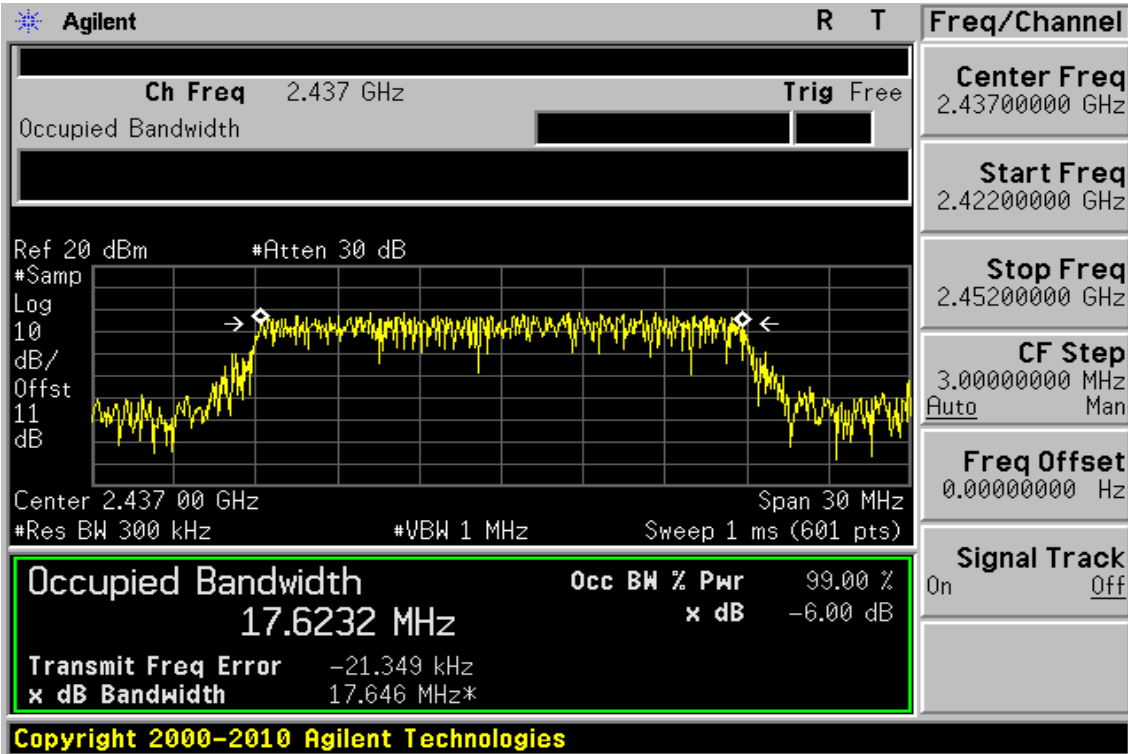 Agilent R T
Ch Freq 2.437 GHz Trig Free
Occupied Bandwidth
Ref 20 dBm #Atten 30 dB
#Samp
Log
10
dB/
Offst
11
dB
Center 2.437 00 GHz Span 30 MHz
#Res BW 300 kHz #VBW 1 MHz Sweep 1 ms (601 pts)
Occupied Bandwidth
17.6232 MHz
Occ BW % Pwr 99.00 %
x dB -6.00 dB
Transmit Freq Error -21.349 kHz
x dB Bandwidth 17.646 MHz*
Copyright 2000-2010 Agilent Technologies
Freq/Channel
Center Freq
2.43700000 GHz
Start Freq
2.42200000 GHz
Stop Freq
2.45200000 GHz
CF Step
3.00000000 MHz
Auto Man
Freq Offset
0.00000000 Hz
Signal Track
On Off